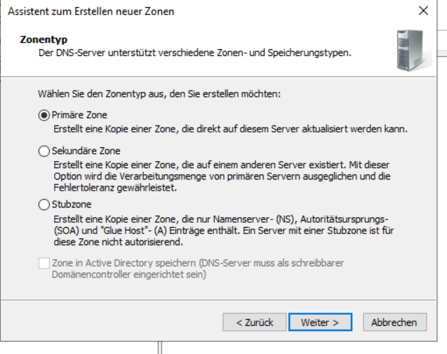 Assistent zum Erstellen neuer Zonen
Zonentyp
Der DNS-Server unterstützt verschiedene Zonen- und Speicherungstypen.
Wählen Sie den Zonentyp aus, den Sie erstellen möchten:
Primäre Zone
Erstellt eine Kopie einer Zone, die direkt auf diesem Server aktualisiert werden kann.
Sekundäre Zone
Erstellt eine Kopie einer Zone, die auf einem anderen Server existiert. Mit dieser
Option wird die Verarbeitungsmenge von primären Servern ausgeglichen und die
Fehlertoleranz gewährleistet.
Stubzone
Erstellt eine Kopie einer Zone, die nur Namenserver- (NS), Autoritätsursprungs-
(SOA) und "Glue Host"- (A) Einträge enthält. Ein Server mit einer Stubzone ist für
diese Zone nicht autorisierend.
Zone in Active Directory speichern (DNS-Server muss als schreibbarer
Domänencontroller eingerichtet sein)
< Zurück Weiter > Abbrechen